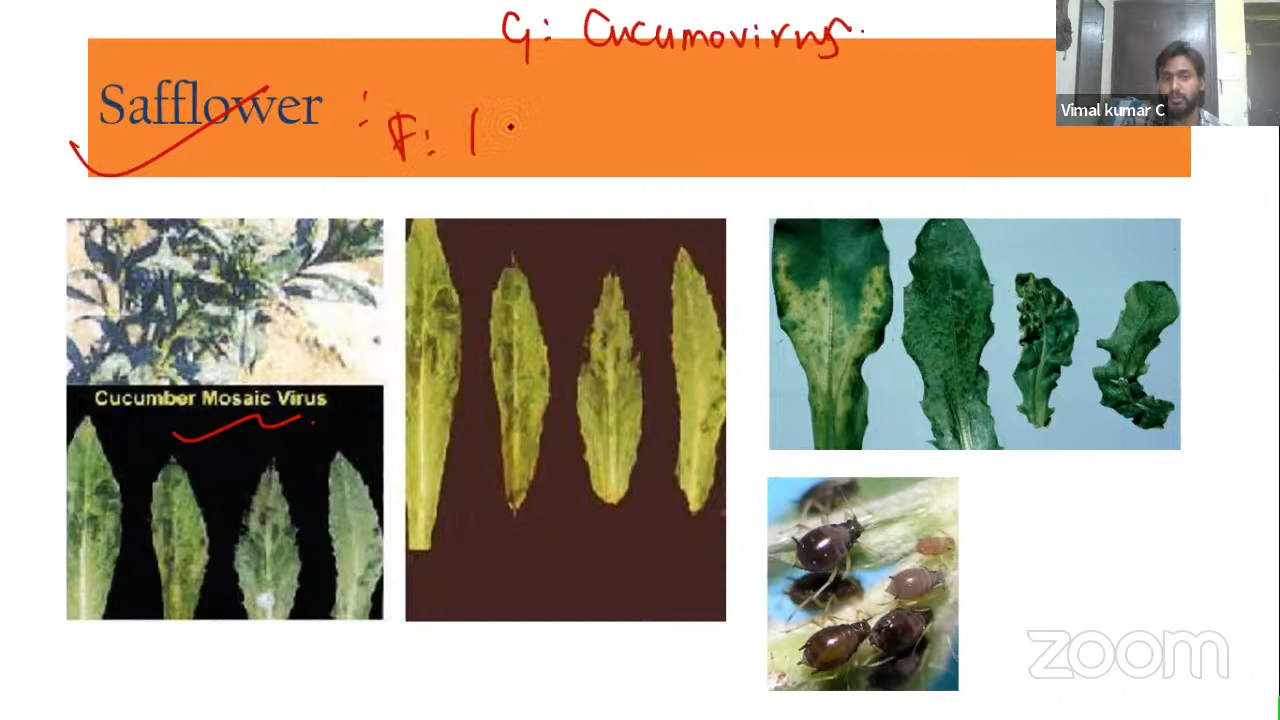 G: Cucumovirus.
Safflower :
F:
Vimal kumar C
Cucumber Mosaic Virus
zoom